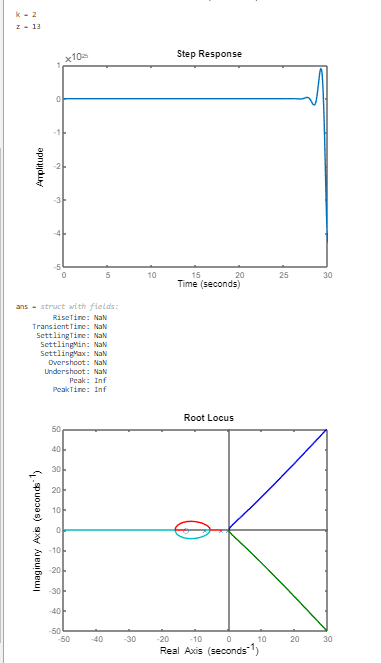 k = 2
z = 13
Step Response
×10²⁵
1
0
-1
-2
-3
-4
-5
Amplitude
0 5 10 15 20 25 30
Time (seconds)
ans = struct with fields:
RiseTime: NaN
TransientTime: NaN
SettlingTime: NaN
SettlingMin: NaN
SettlingMax: NaN
Overshoot: NaN
Undershoot: NaN
Peak: Inf
PeakTime: Inf
Root Locus
50
40
30
20
10
0
-10
-20
-30
-40
-50
Imaginary Axis (seconds⁻¹)
-50 -40 -30 -20 -10 0 10 20 30
Real Axis (seconds⁻¹)